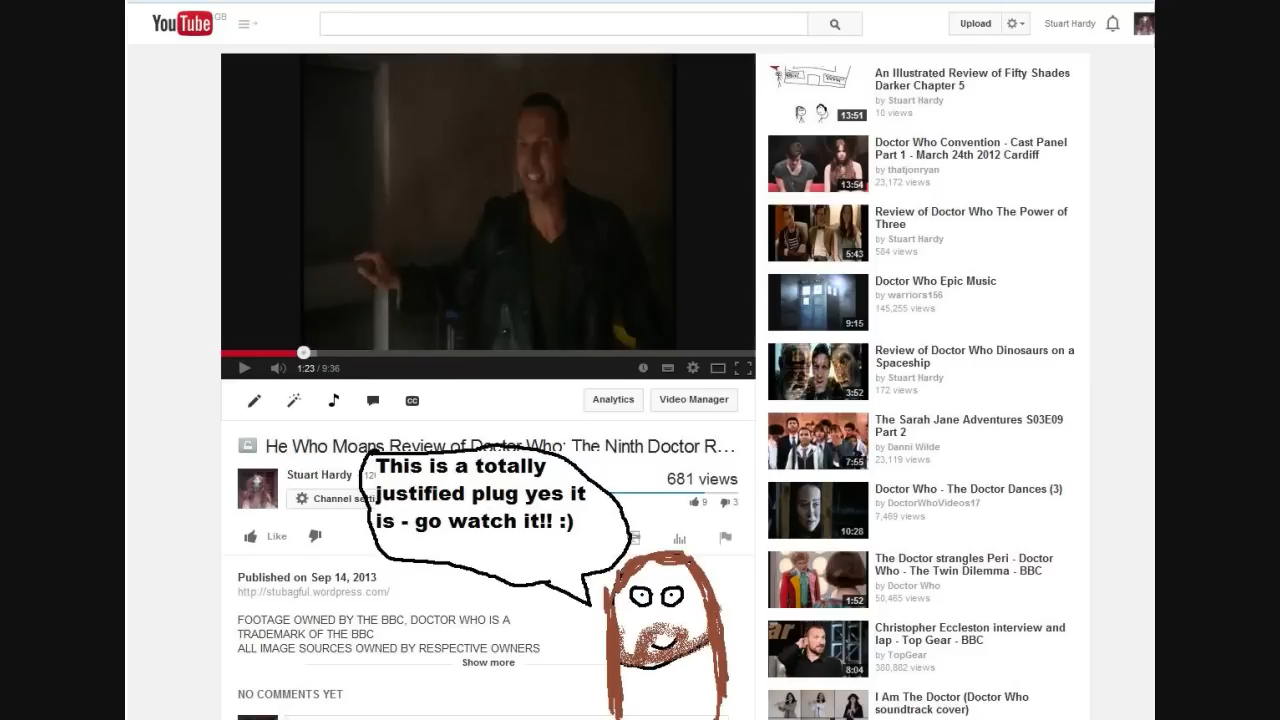 YouTube GB
Upload
Stuart Hardy
1:23 / 9:36
Analytics
Video Manager
He Who Moans Review of Doctor Who: The Ninth Doctor R...
Stuart Hardy
Channel
681 views
9
3
This is a totally
justified plug yes it
is - go watch it!! :)
Like
Published on Sep 14, 2013
http://stubagful.wordpress.com/
FOOTAGE OWNED BY THE BBC, DOCTOR WHO IS A
TRADEMARK OF THE BBC
ALL IMAGE SOURCES OWNED BY RESPECTIVE OWNERS
Show more
NO COMMENTS YET
13:51
An Illustrated Review of Fifty Shades
Darker Chapter 5
by Stuart Hardy
10 views
13:54
Doctor Who Convention - Cast Panel
Part 1 - March 24th 2012 Cardiff
by thatjonryan
23,172 views
5:43
Review of Doctor Who The Power of
Three
by Stuart Hardy
584 views
9:15
Doctor Who Epic Music
by warriors156
145,255 views
3:52
Review of Doctor Who Dinosaurs on a
Spaceship
by Stuart Hardy
172 views
7:55
The Sarah Jane Adventures S03E09
Part 2
by Danni Wilde
23,119 views
10:28
Doctor Who - The Doctor Dances (3)
by DoctorWhoVideos17
7,469 views
1:52
The Doctor strangles Peri - Doctor
Who - The Twin Dilemma - BBC
by Doctor Who
50,465 views
8:04
Christopher Eccleston interview and
lap - Top Gear - BBC
by TopGear
380,882 views
I Am The Doctor (Doctor Who
soundtrack cover)